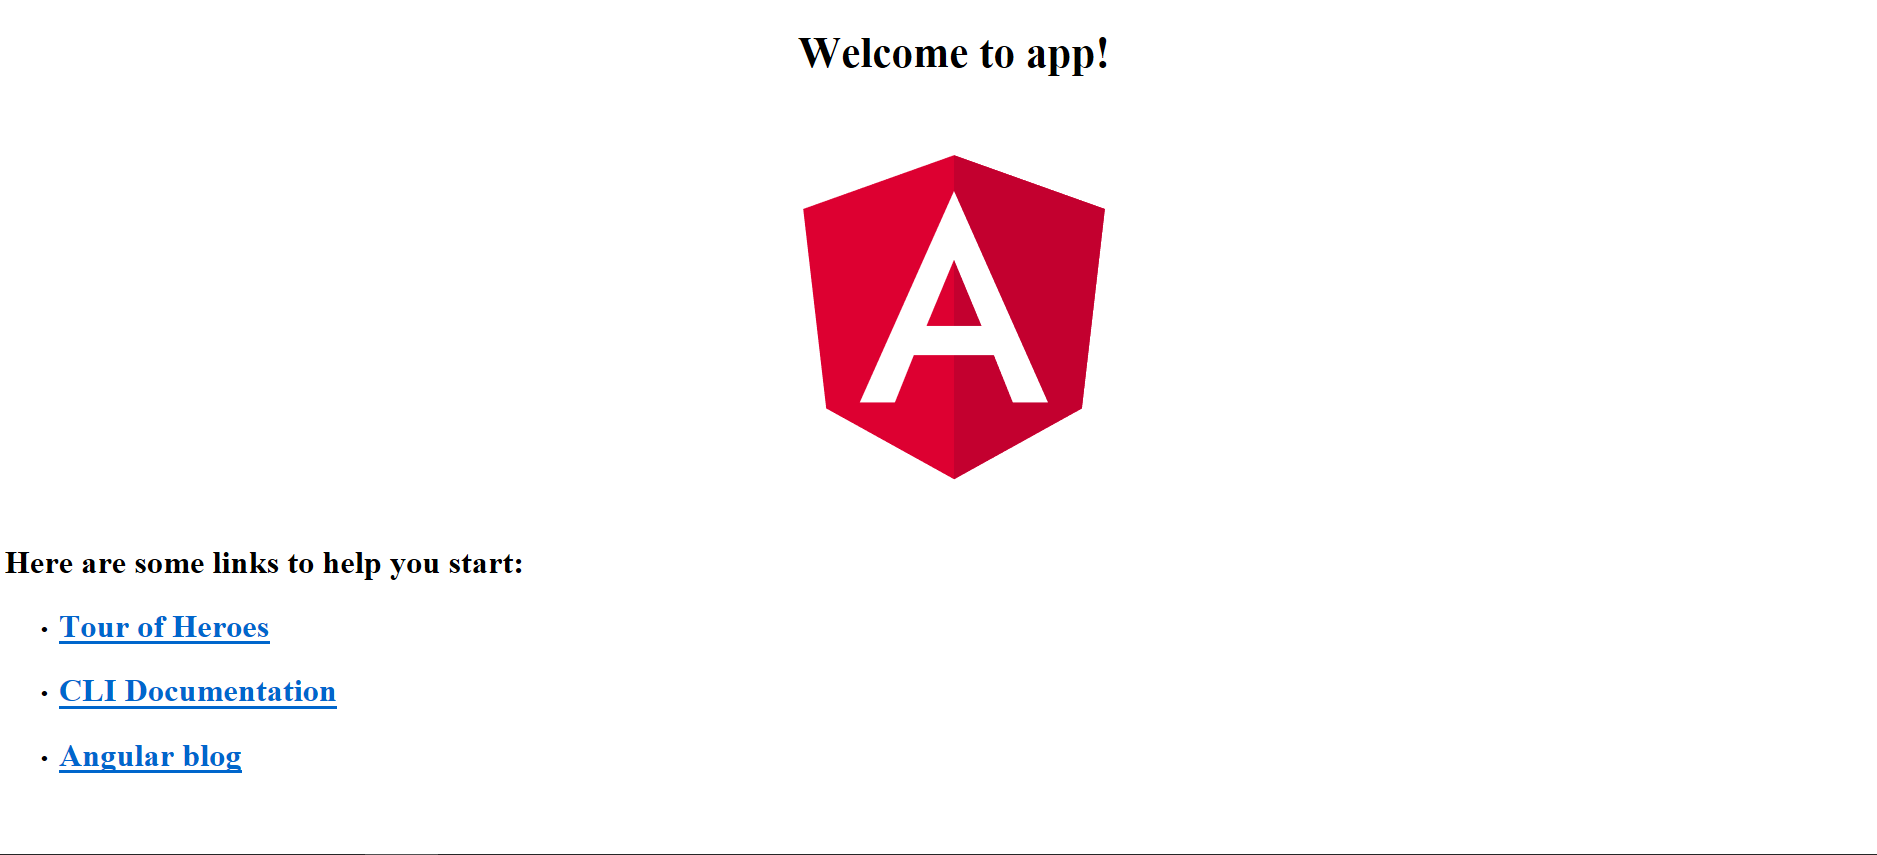 Welcome to app!
A
Here are some links to help you start:
Tour of Heroes
CLI Documentation
Angular blog